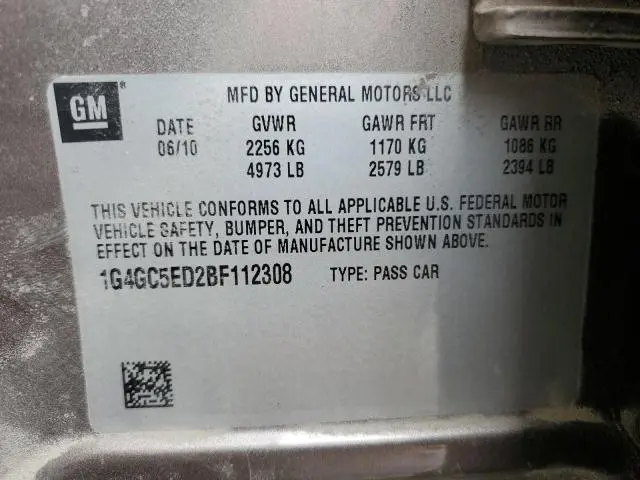 GM
MFD BY GENERAL MOTORS LLC
DATE GVWR GAWR FRT GAWR RR
06/10 2256 KG 1170 KG 1086 KG
4973 LB 2579 LB 2394 LB
THIS VEHICLE CONFORMS TO ALL APPLICABLE U.S. FEDERAL MOTOR
VEHICLE SAFETY, BUMPER, AND THEFT PREVENTION STANDARDS IN
EFFECT ON THE DATE OF MANUFACTURE SHOWN ABOVE.
1G4GC5ED2BF112308 TYPE: PASS CAR